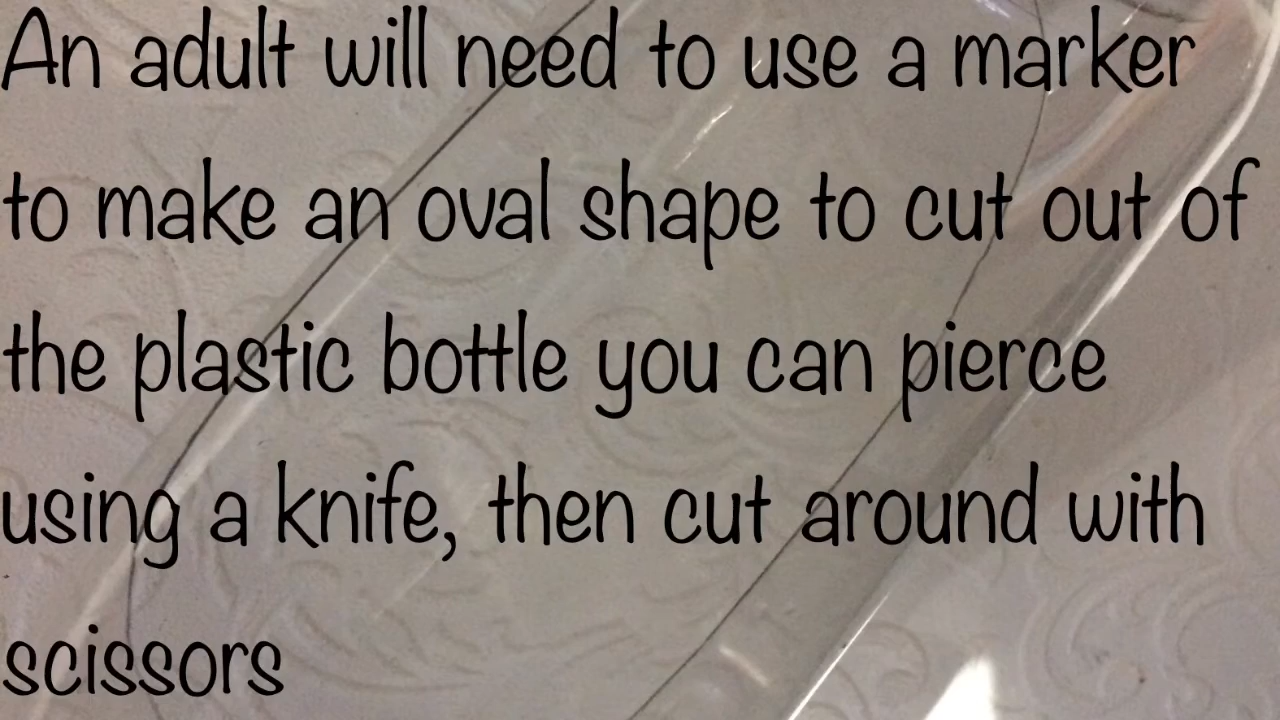 An adult will need to use a marker
to make an oval shape to cut out of
the plastic bottle you can pierce
using a knife, then cut around with
scissors